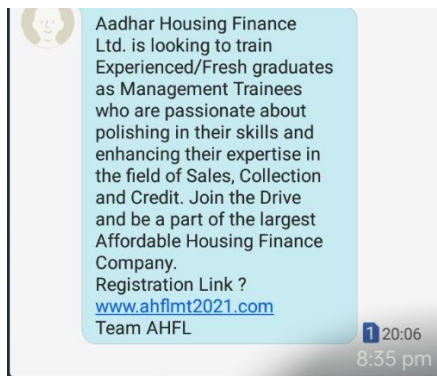 Aadhar Housing Finance
Ltd. is looking to train
Experienced/Fresh graduates
as Management Trainees
who are passionate about
polishing in their skills and
enhancing their expertise in
the field of Sales, Collection
and Credit. Join the Drive
and be a part of the largest
Affordable Housing Finance
Company.
Registration Link ?
www.ahflmt2021.com
Team AHFL
1 20:06
8:35 pm